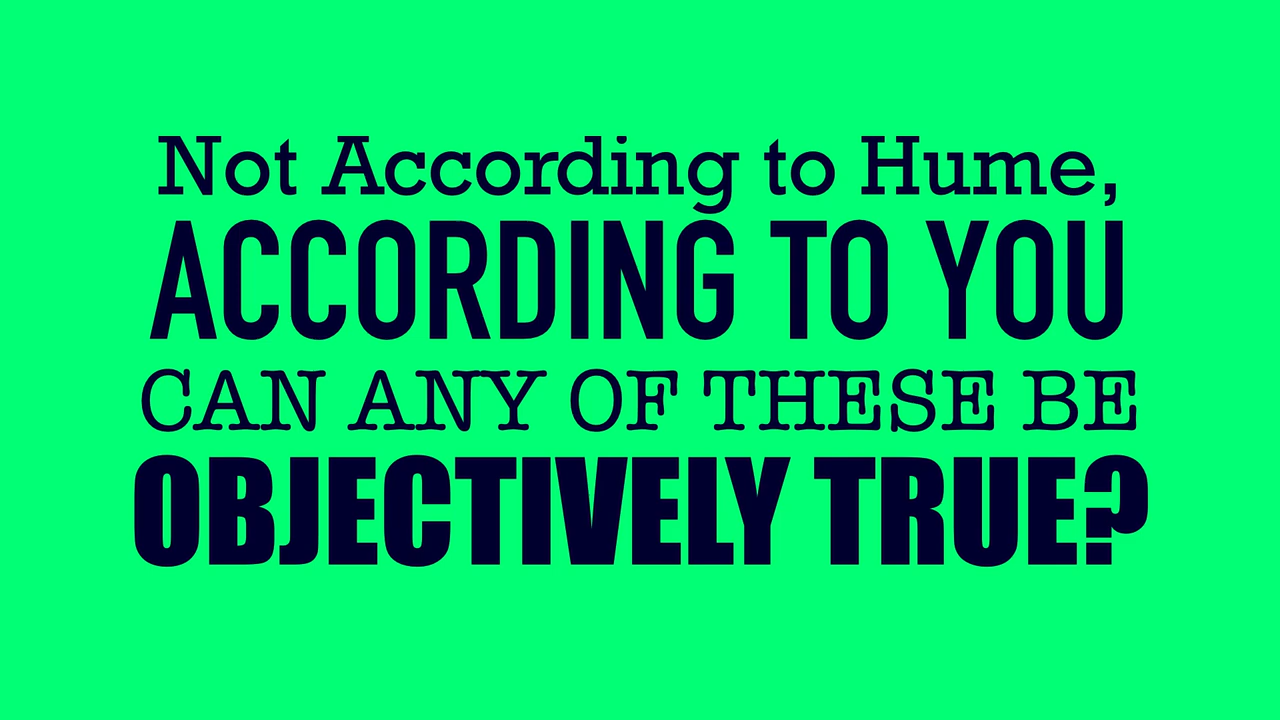 Not According to Hume,
ACCORDING TO YOU
CAN ANY OF THESE BE
OBJECTIVELY TRUE?